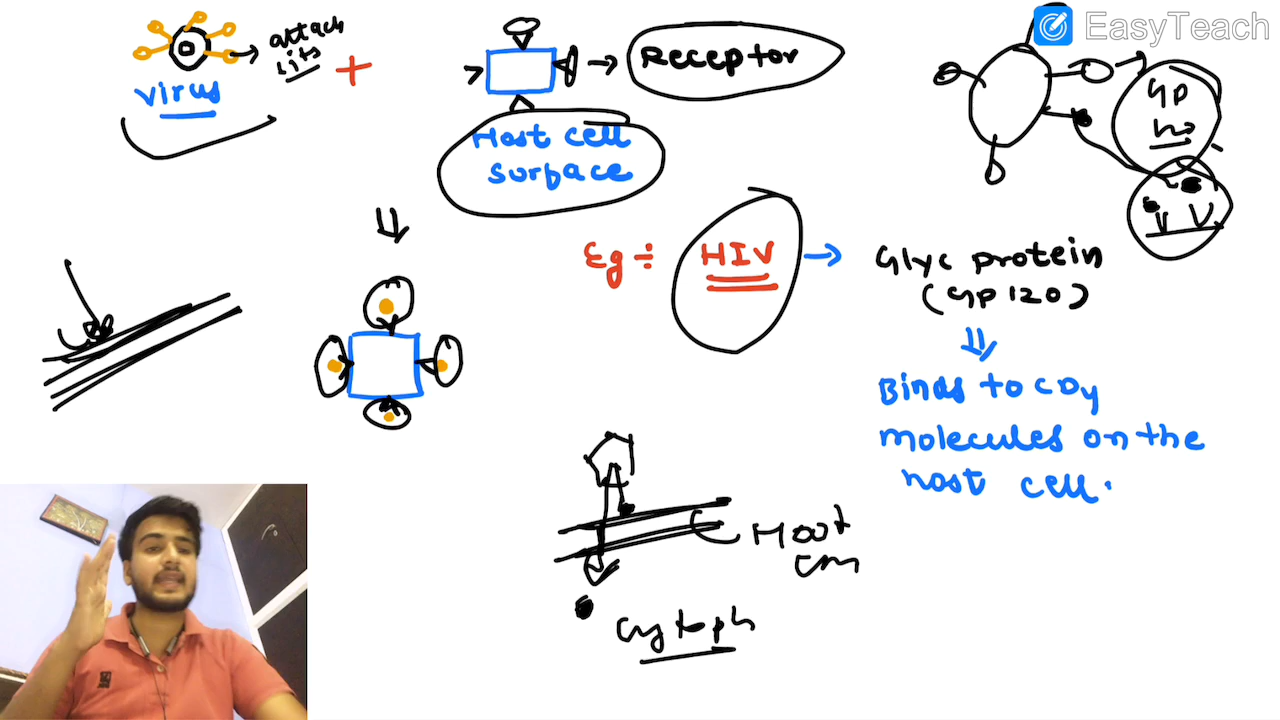 EasyTeach
attach
virus
+
Receptor
Host cell
surface
GP
120
Eg ÷ HIV →
Glyc protein
(GP 120)
Binds to CD4
molecules on the
host cell.
Host
cm
Cytoph